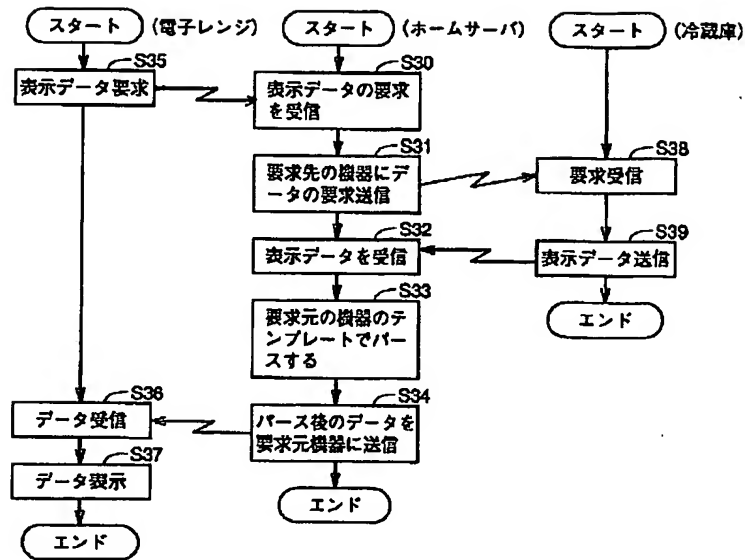 スタート (電子レンジ)
スタート (ホームサーバ)
スタート (冷蔵庫)
S35
表示データ要求
S30
表示データの要求
を受信
S31
要求先の機器にデ
ータの要求送信
S38
要求受信
S32
表示データを受信
S39
表示データ送信
エンド
S33
要求元の機器のテ
ンプレートでパー
スする
S36
データ受信
S34
パース後のデータを
要求元機器に送信
S37
データ表示
エンド
エンド